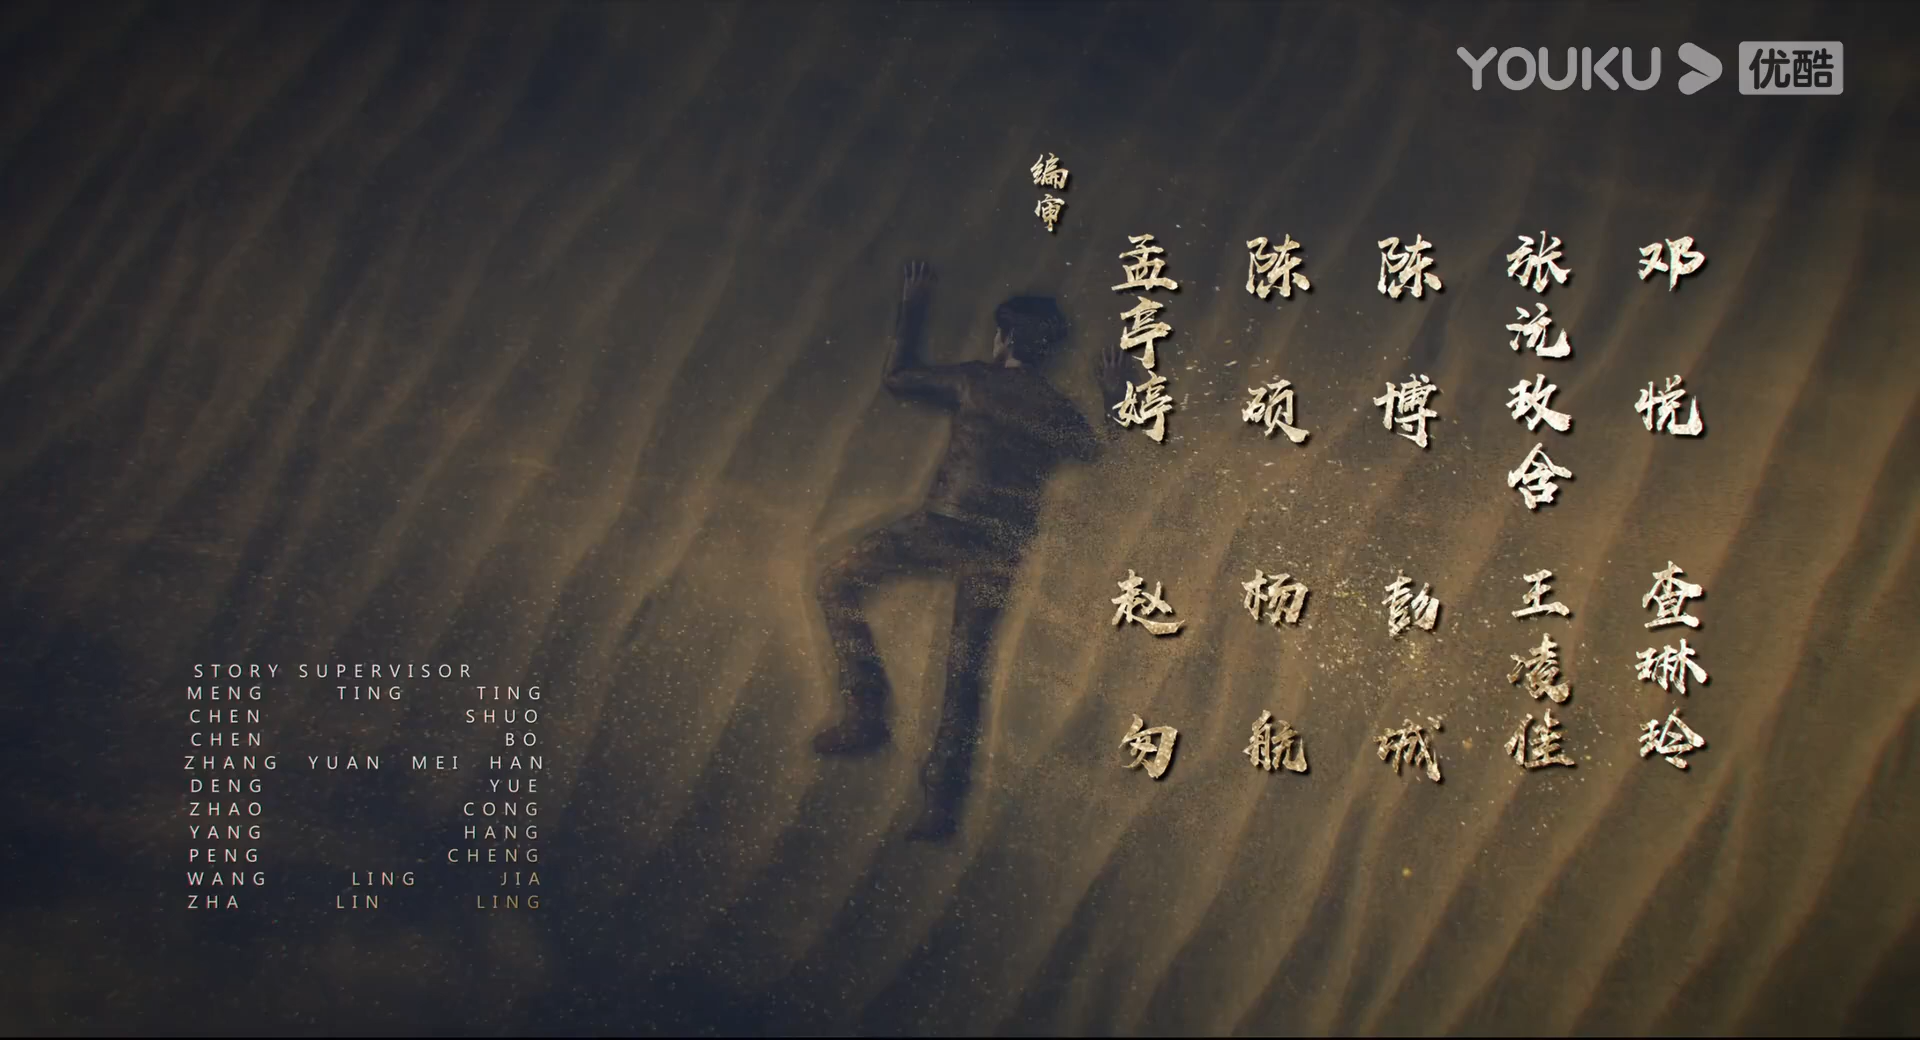 YOUKU 优酷
编审
孟亭婷
陈硕
陈博
张沅玫含
邓悦
赵匆
杨航
彭城
王凌佳
查琳玲
STORY SUPERVISOR
MENG TING TING
CHEN SHUO
CHEN BO
ZHANG YUAN MEI HAN
DENG YUE
ZHAO CONG
YANG HANG
PENG CHENG
WANG LING JIA
ZHA LIN LING